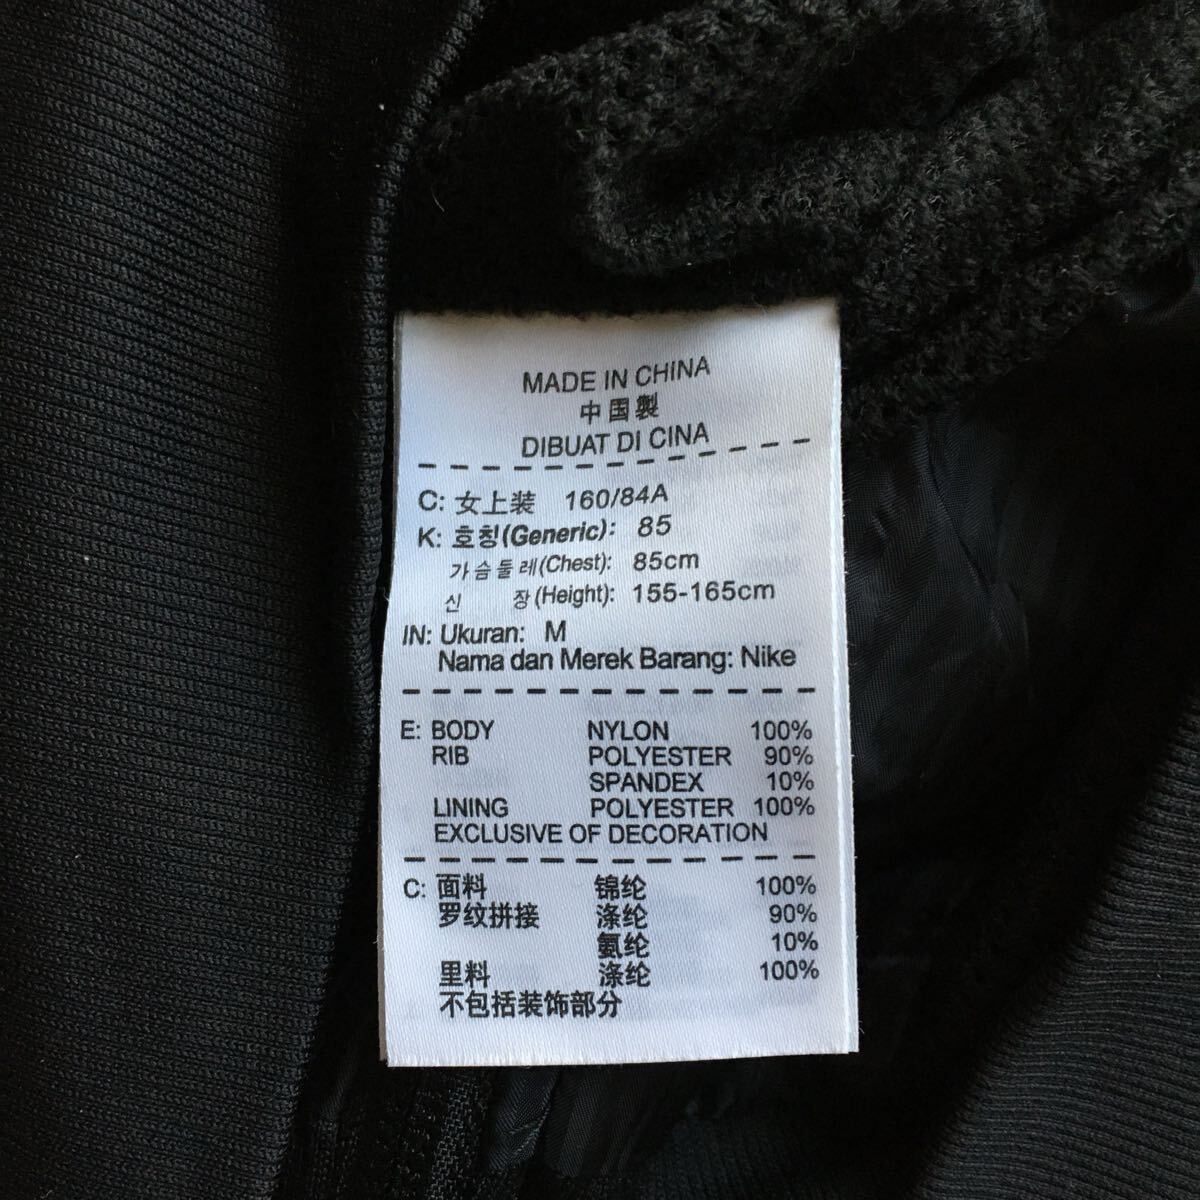 MADE IN CHINA
中国製
DIBUAT DI CINA
C: 女上装 160/84A
K: 호칭(Generic): 85
가슴둘레(Chest): 85cm
신 장(Height): 155-165cm
IN: Ukuran: M
Nama dan Merek Barang: Nike
E: BODY NYLON 100%
RIB POLYESTER 90%
SPANDEX 10%
LINING POLYESTER 100%
EXCLUSIVE OF DECORATION
C: 面料 锦纶 100%
罗纹拼接 涤纶 90%
氨纶 10%
里料 涤纶 100%
不包括装饰部分